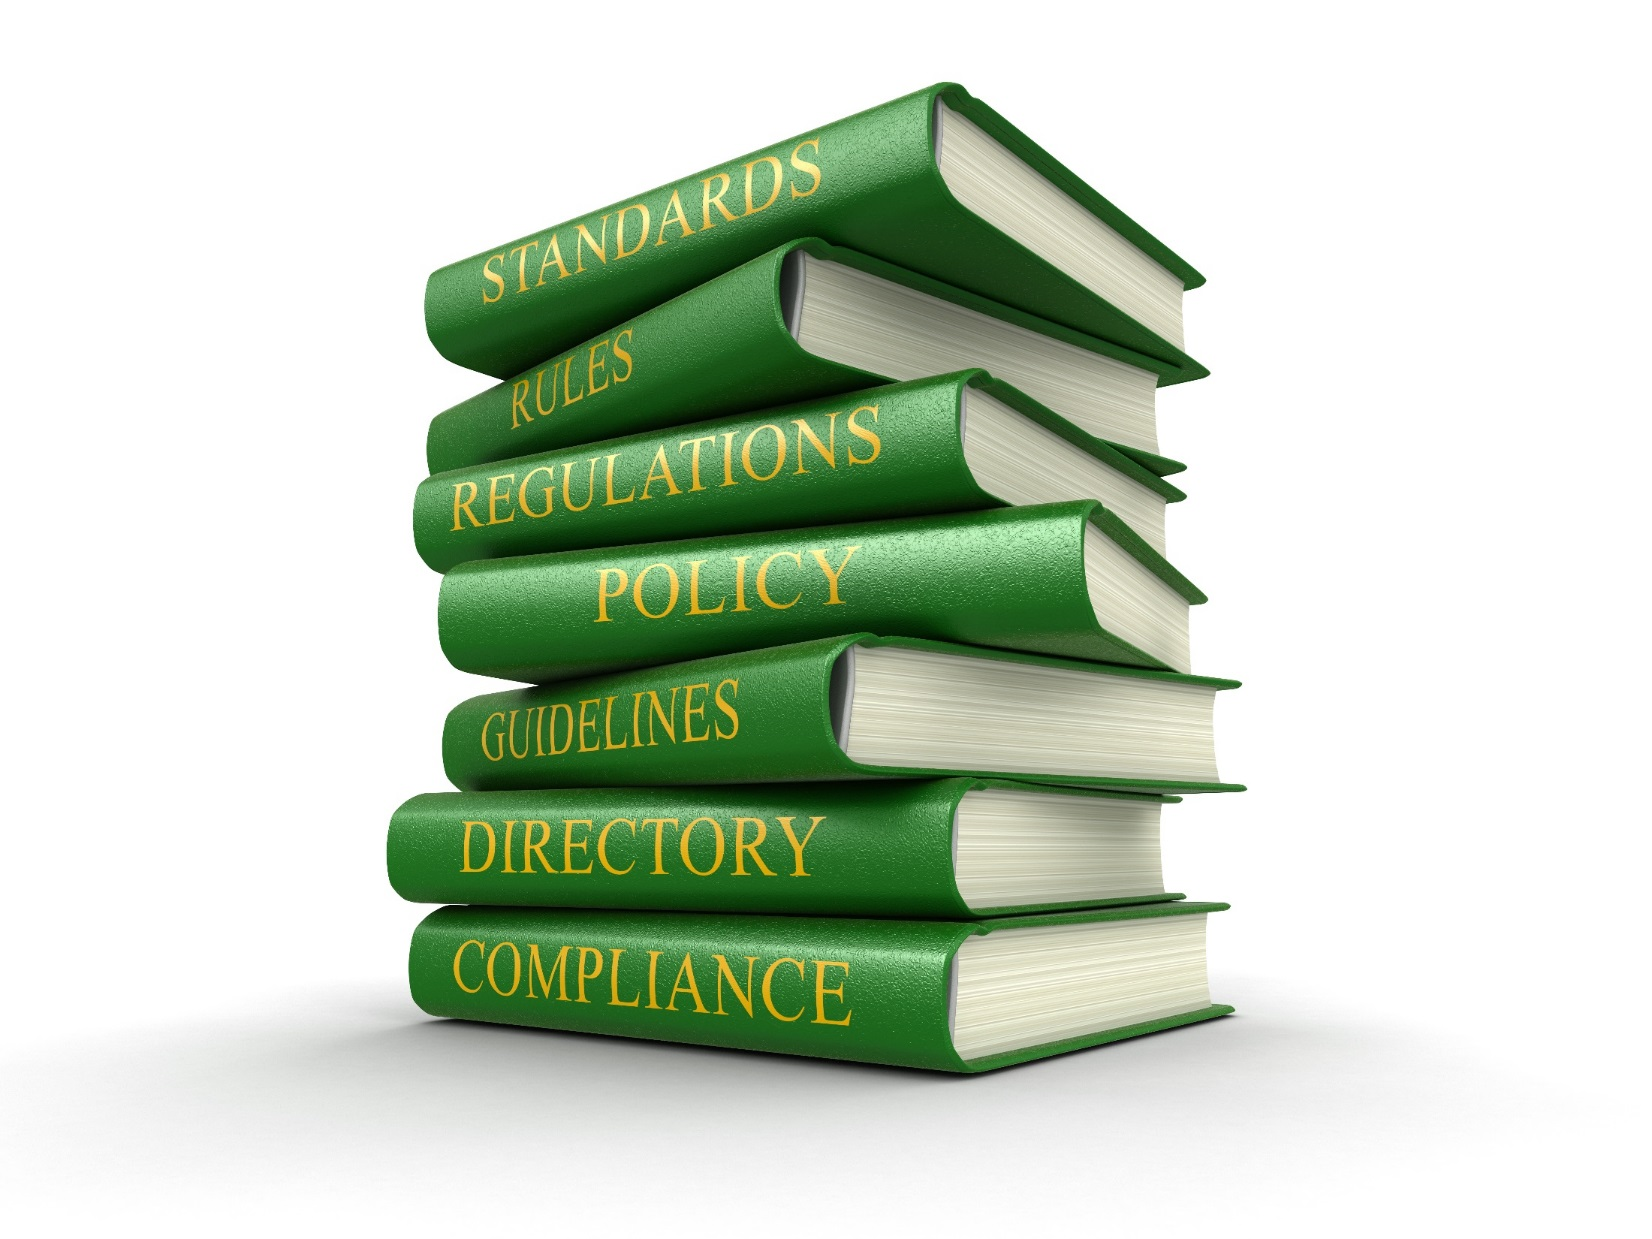 STANDARDS
RULES
REGULATIONS
POLICY
GUIDELINES
DIRECTORY
COMPLIANCE